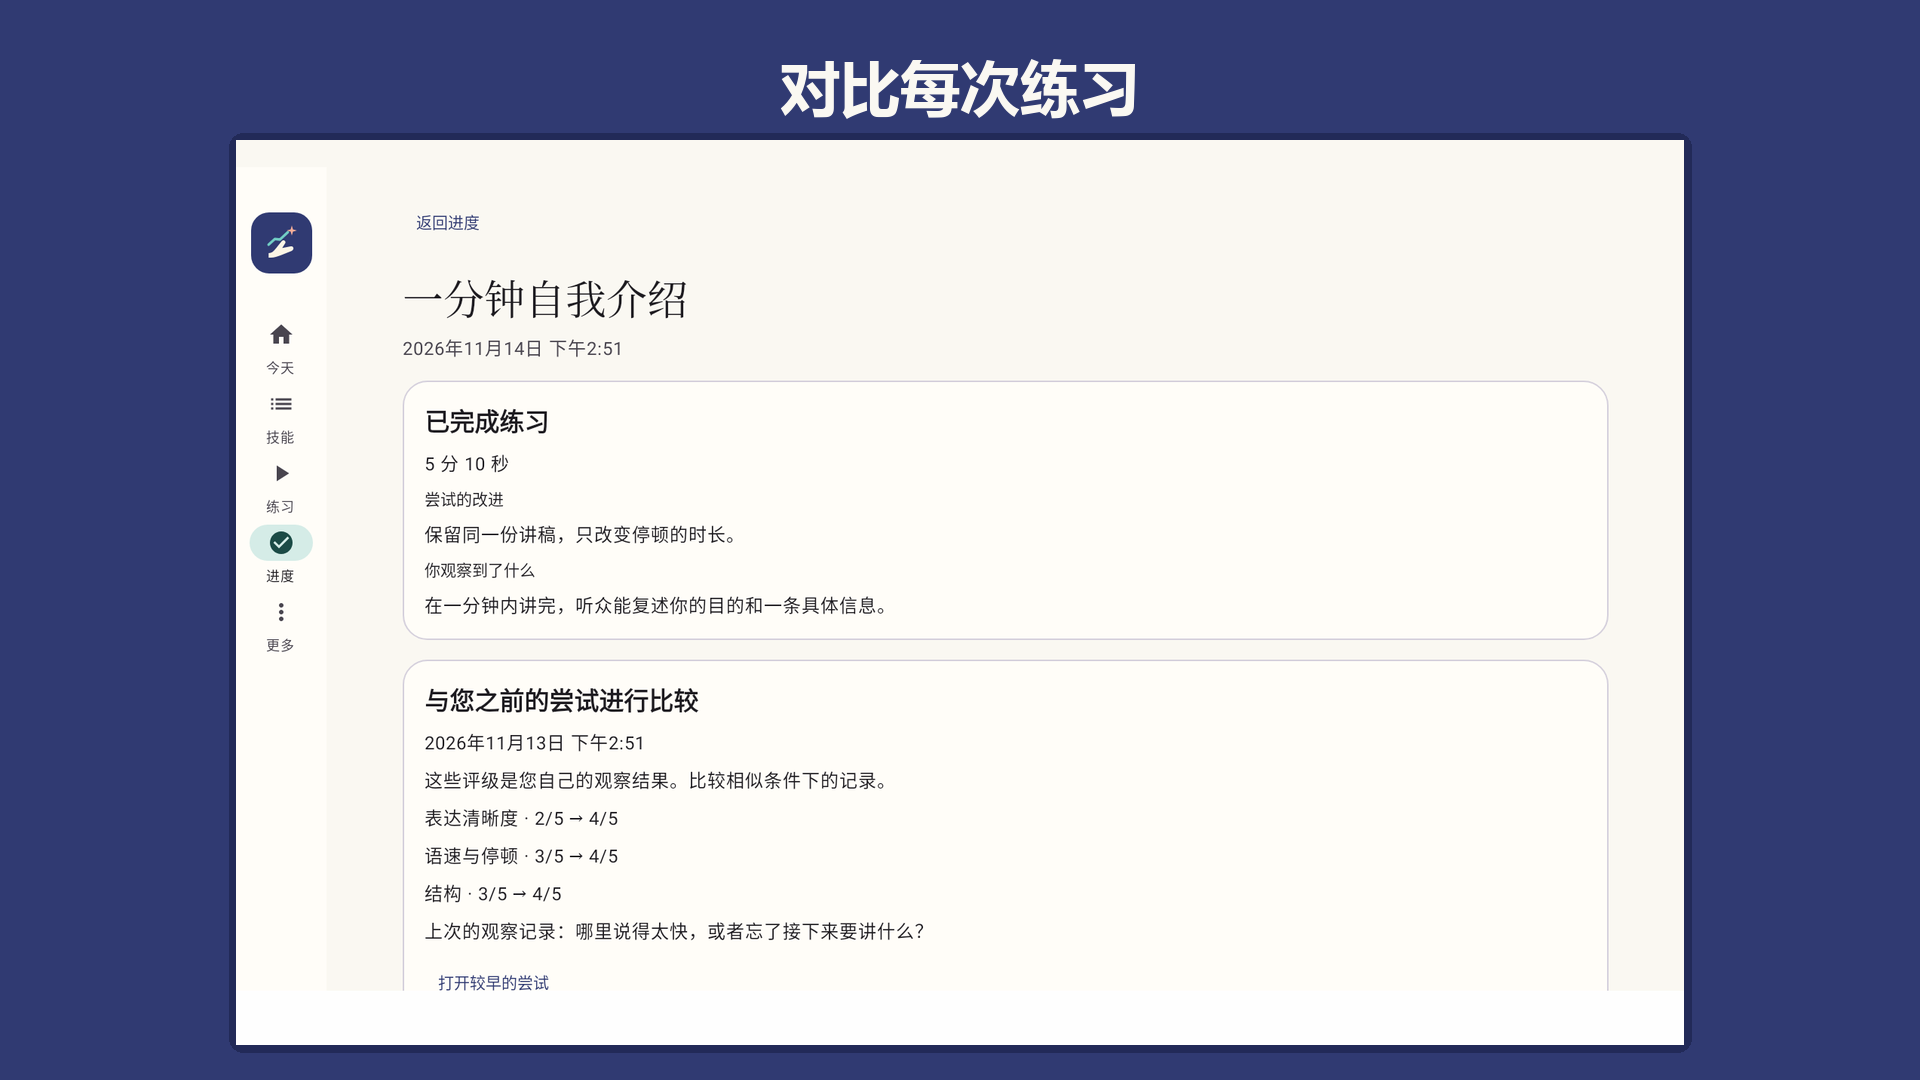 对比每次练习
返回进度
一分钟自我介绍
2026年11月14日 下午2:51
今天
技能
练习
进度
更多
已完成练习
5 分 10 秒
尝试的改进
保留同一份讲稿，只改变停顿的时长。
你观察到了什么
在一分钟内讲完，听众能复述你的目的和一条具体信息。
与您之前的尝试进行比较
2026年11月13日 下午2:51
这些评级是您自己的观察结果。比较相似条件下的记录。
表达清晰度 · 2/5 → 4/5
语速与停顿 · 3/5 → 4/5
结构 · 3/5 → 4/5
上次的观察记录：哪里说得太快，或者忘了接下来要讲什么？
打开较早的尝试